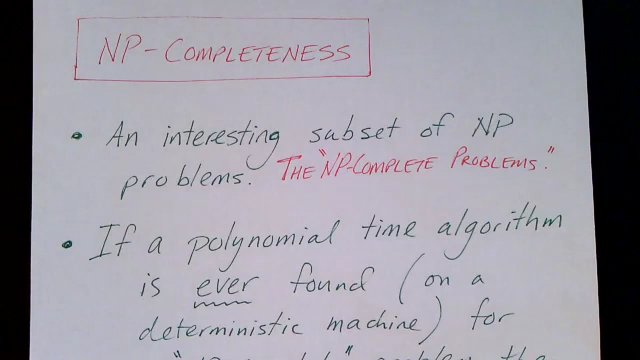 NP-COMPLETENESS
• An interesting subset of NP
problems. THE "NP-COMPLETE PROBLEMS."
• If a polynomial time algorithm
is ever found (on a
deterministic machine) for